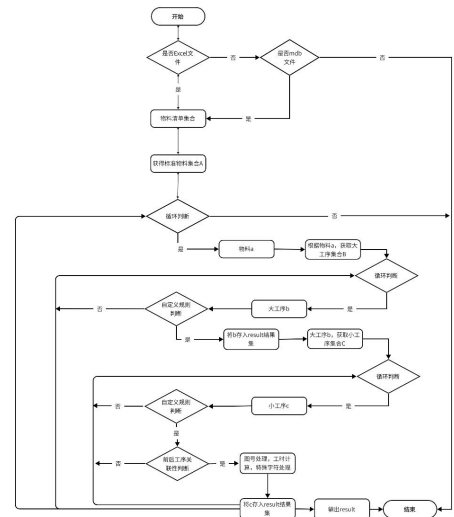 开始
是否Excel文
件
否
是否mdb
文件
否
是
是
物料清单集合
获得标准物料集合A
循环判断
否
是
物料a
根据物料a，获取大
工序集合B
循环判断
自定义规则
判断
否
大工序b
是
是
将b存入result结果
集
大工序b，获取小工
序集合C
循环判断
自定义规则
判断
否
小工序c
是
是
前后工序关
联性判断
否
是
图号处理，工时计
算，特殊字符处理
将c存入result结果
集
输出result
结束